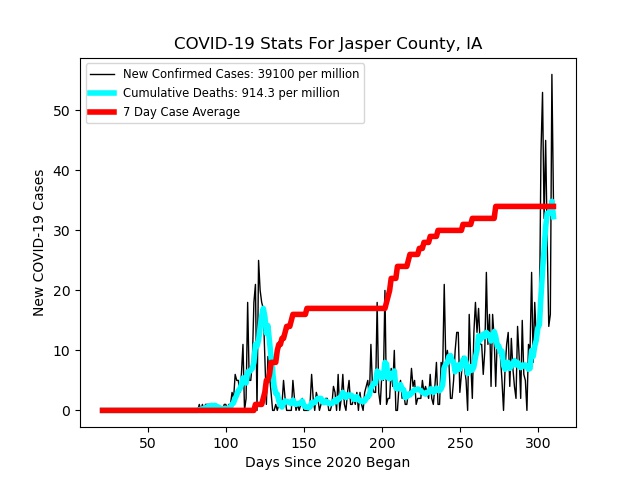 COVID-19 Stats For Jasper County, IA
New Confirmed Cases: 39100 per million
Cumulative Deaths: 914.3 per million
7 Day Case Average
New COVID-19 Cases
50
40
30
20
10
0
50 100 150 200 250 300
Days Since 2020 Began